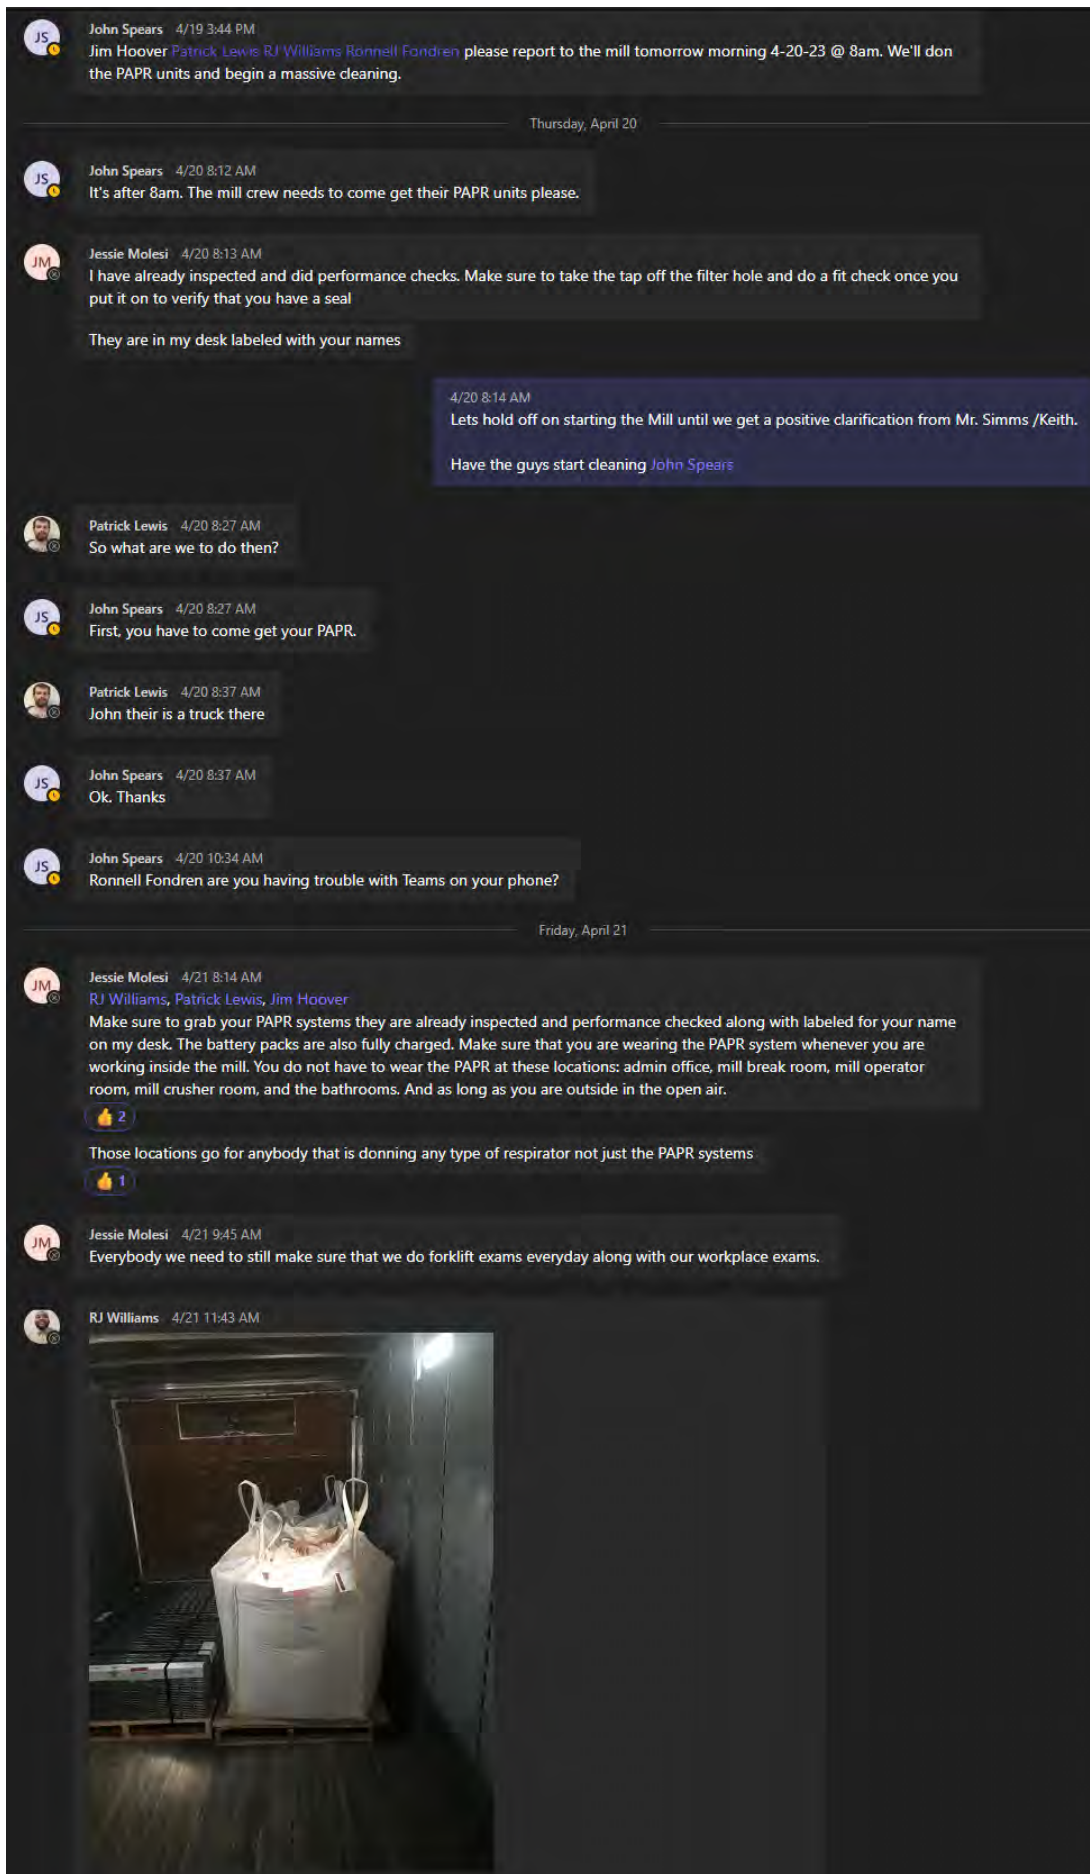 JS
John Spears 4/19 3:44 PM
Jim Hoover Patrick Lewis RJ Williams Ronnell Fondren please report to the mill tomorrow morning 4-20-23 @ 8am. We'll don
the PAPR units and begin a massive cleaning.
Thursday, April 20
JS
John Spears 4/20 8:12 AM
It's after 8am. The mill crew needs to come get their PAPR units please.
JM
Jessie Molesi 4/20 8:13 AM
I have already inspected and did performance checks. Make sure to take the tap off the filter hole and do a fit check once you
put it on to verify that you have a seal
They are in my desk labeled with your names
4/20 8:14 AM
Lets hold off on starting the Mill until we get a positive clarification from Mr. Simms /Keith.
Have the guys start cleaning John Spears
Patrick Lewis 4/20 8:27 AM
So what are we to do then?
JS
John Spears 4/20 8:27 AM
First, you have to come get your PAPR.
Patrick Lewis 4/20 8:37 AM
John their is a truck there
JS
John Spears 4/20 8:37 AM
Ok. Thanks
JS
John Spears 4/20 10:34 AM
Ronnell Fondren are you having trouble with Teams on your phone?
Friday, April 21
JM
Jessie Molesi 4/21 8:14 AM
RJ Williams, Patrick Lewis, Jim Hoover
Make sure to grab your PAPR systems they are already inspected and performance checked along with labeled for your name
on my desk. The battery packs are also fully charged. Make sure that you are wearing the PAPR system whenever you are
working inside the mill. You do not have to wear the PAPR at these locations: admin office, mill break room, mill operator
room, mill crusher room, and the bathrooms. And as long as you are outside in the open air.
👍 2
Those locations go for anybody that is donning any type of respirator not just the PAPR systems
👍 1
JM
Jessie Molesi 4/21 9:45 AM
Everybody we need to still make sure that we do forklift exams everyday along with our workplace exams.
RJ Williams 4/21 11:43 AM